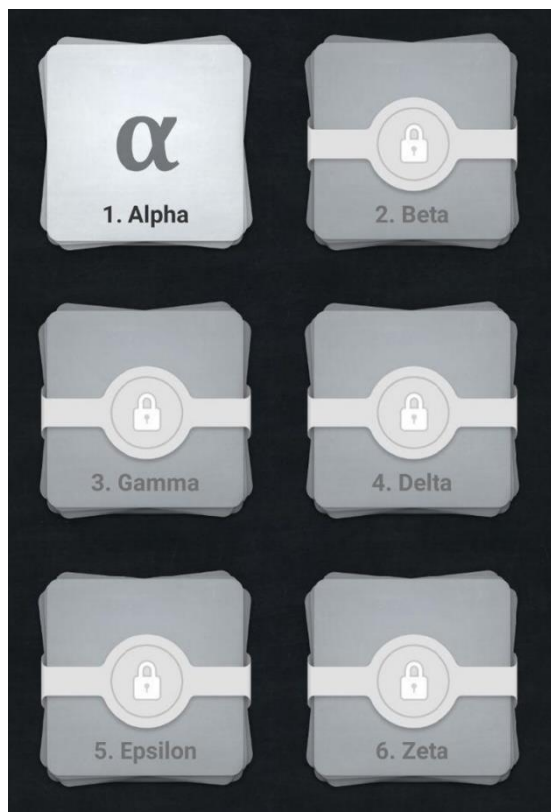 α
1. Alpha
2. Beta
3. Gamma
4. Delta
5. Epsilon
6. Zeta